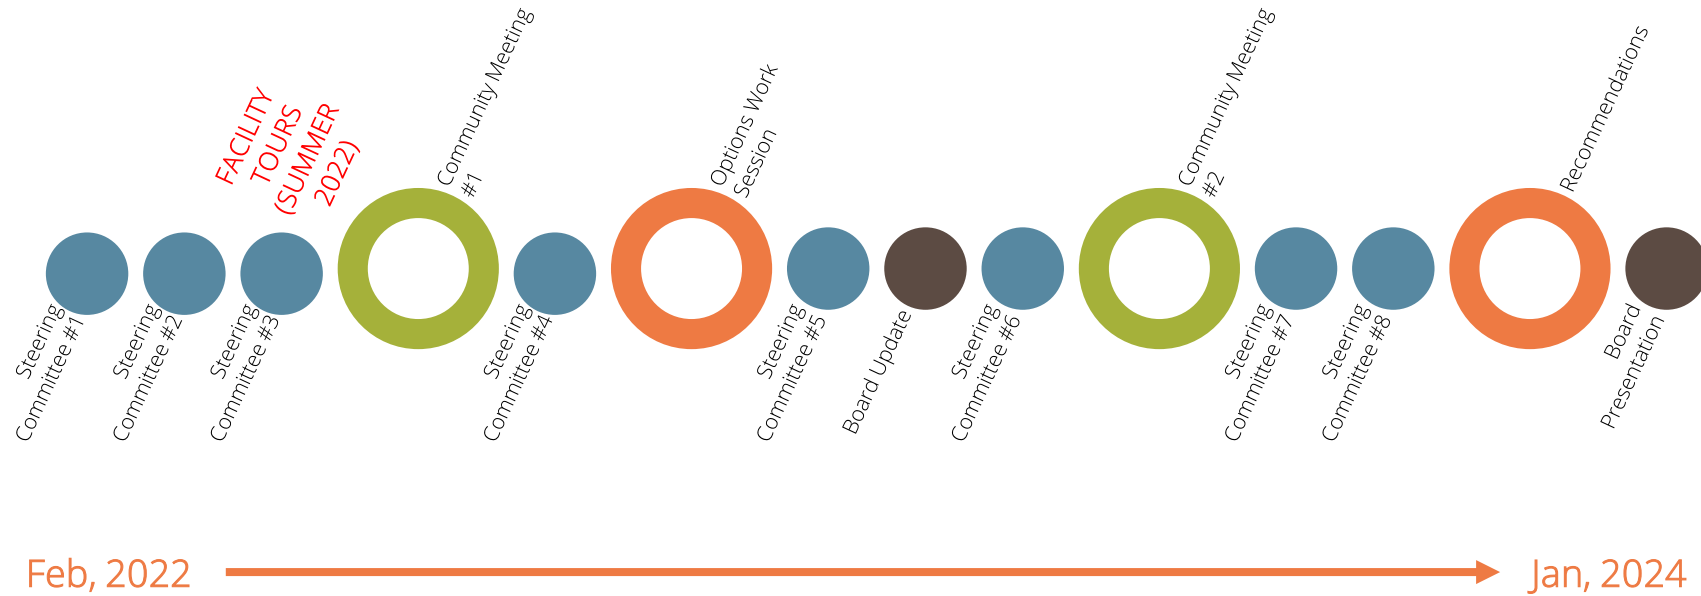 Steering
Committee #1
Steering
Committee #2
Steering
Committee #3
FACILITY
TOURS
(SUMMER
2022)
Community Meeting
#1
Steering
Committee #4
Options Work
Session
Steering
Committee #5
Board Update
Steering
Committee #6
Community Meeting
#2
Steering
Committee #7
Steering
Committee #8
Recommendations
Board
Presentation
Feb, 2022
Jan, 2024